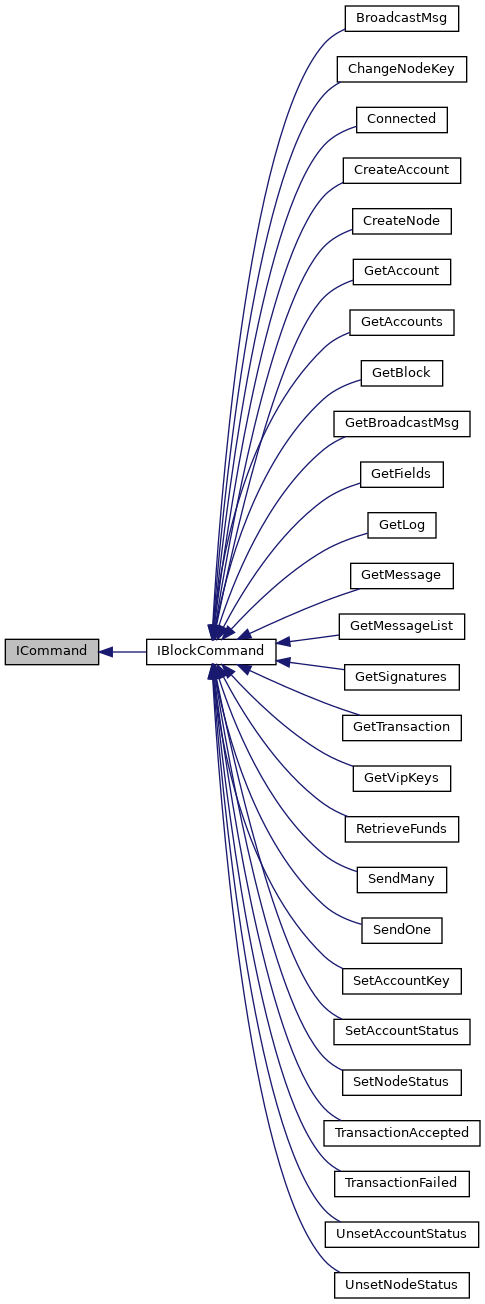 BroadcastMsg
ChangeNodeKey
Connected
CreateAccount
CreateNode
GetAccount
GetAccounts
GetBlock
GetBroadcastMsg
GetFields
GetLog
GetMessage
GetMessageList
ICommand
IBlockCommand
GetSignatures
GetTransaction
GetVipKeys
RetrieveFunds
SendMany
SendOne
SetAccountKey
SetAccountStatus
SetNodeStatus
TransactionAccepted
TransactionFailed
UnsetAccountStatus
UnsetNodeStatus